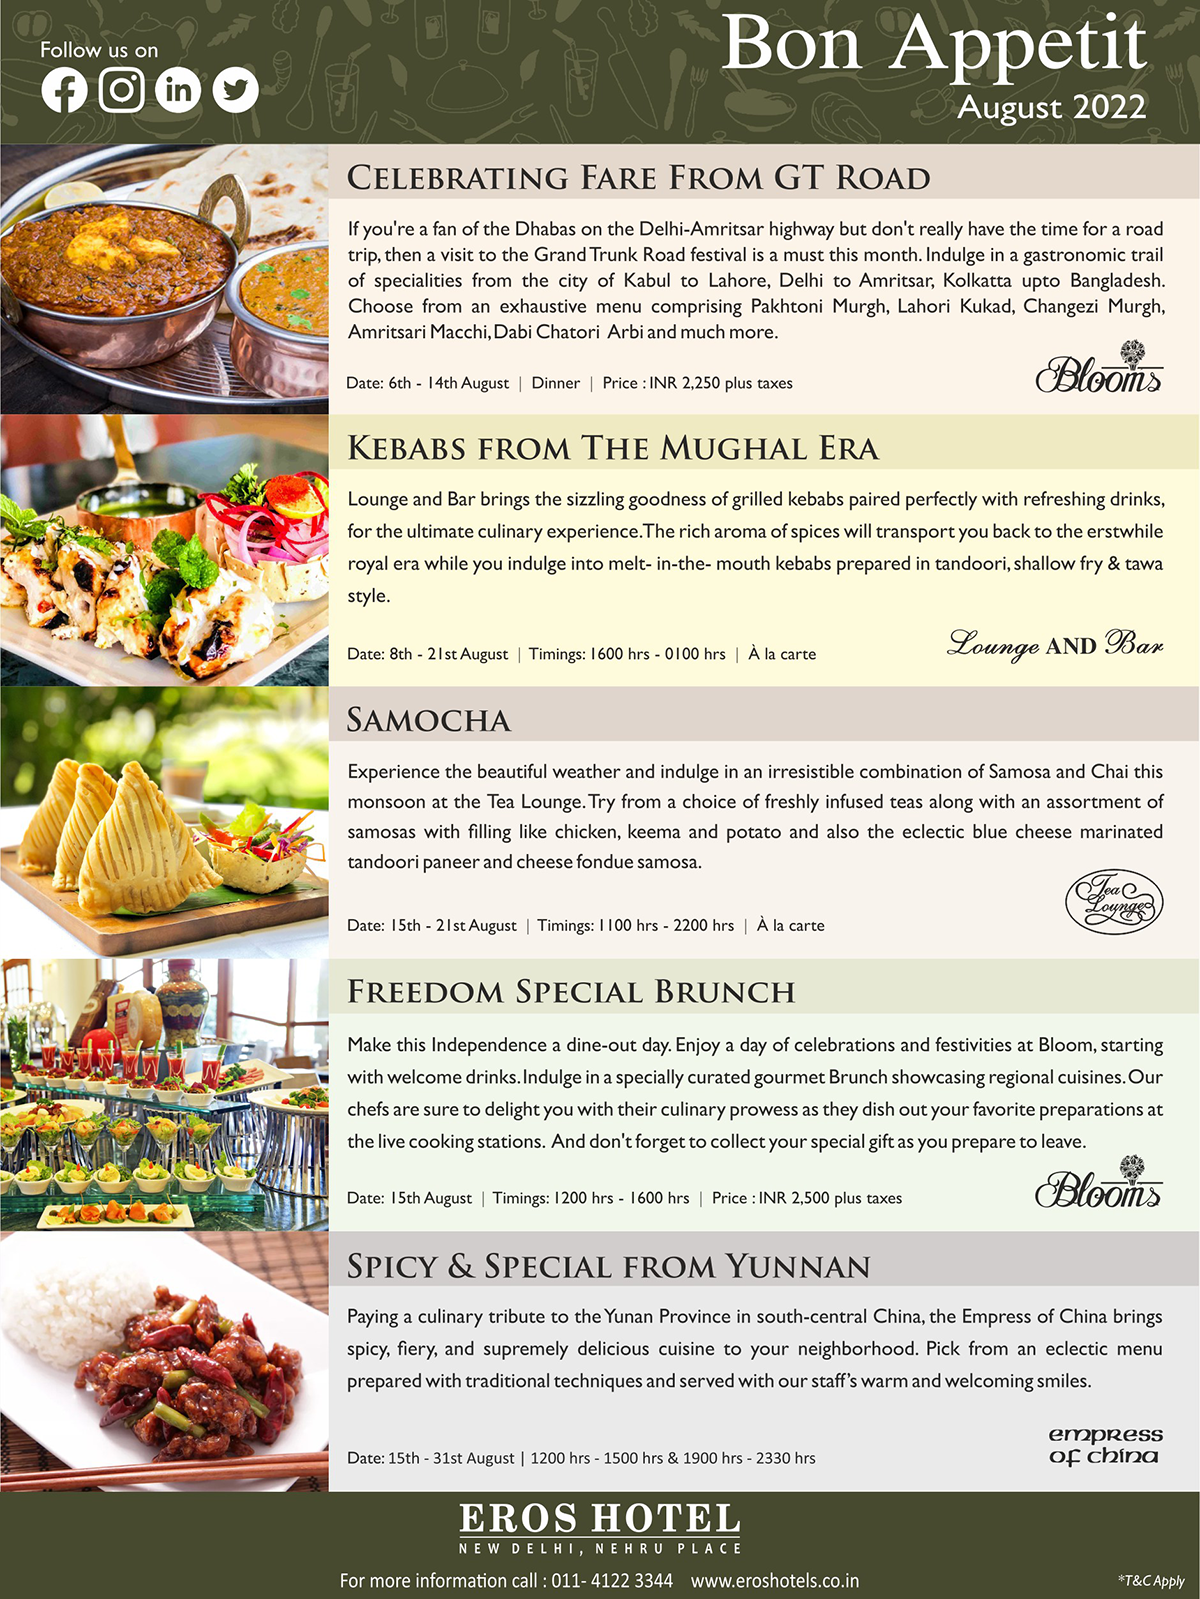 Follow us on
Bon Appetit
August 2022
CELEBRATING FARE FROM GT ROAD
If you're a fan of the Dhabas on the Delhi-Amritsar highway but don't really have the time for a road
trip, then a visit to the Grand Trunk Road festival is a must this month. Indulge in a gastronomic trail
of specialities from the city of Kabul to Lahore, Delhi to Amritsar, Kolkatta upto Bangladesh.
Choose from an exhaustive menu comprising Pakhtoni Murgh, Lahori Kukad, Changezi Murgh,
Amritsari Macchi, Dabi Chatori Arbi and much more.
Date: 6th - 14th August | Dinner | Price : INR 2,250 plus taxes
Blooms
KEBABS FROM THE MUGHAL ERA
Lounge and Bar brings the sizzling goodness of grilled kebabs paired perfectly with refreshing drinks,
for the ultimate culinary experience. The rich aroma of spices will transport you back to the erstwhile
royal era while you indulge into melt- in-the- mouth kebabs prepared in tandoori, shallow fry & tawa
style.
Date: 8th - 21st August | Timings: 1600 hrs - 0100 hrs | À la carte
Lounge AND Bar
SAMOCHA
Experience the beautiful weather and indulge in an irresistible combination of Samosa and Chai this
monsoon at the Tea Lounge. Try from a choice of freshly infused teas along with an assortment of
samosas with filling like chicken, keema and potato and also the eclectic blue cheese marinated
tandoori paneer and cheese fondue samosa.
Date: 15th - 21st August | Timings: 1100 hrs - 2200 hrs | À la carte
Tea
Lounge
FREEDOM SPECIAL BRUNCH
Make this Independence a dine-out day. Enjoy a day of celebrations and festivities at Bloom, starting
with welcome drinks. Indulge in a specially curated gourmet Brunch showcasing regional cuisines. Our
chefs are sure to delight you with their culinary prowess as they dish out your favorite preparations at
the live cooking stations. And don't forget to collect your special gift as you prepare to leave.
Date: 15th August | Timings: 1200 hrs - 1600 hrs | Price : INR 2,500 plus taxes
Blooms
SPICY & SPECIAL FROM YUNNAN
Paying a culinary tribute to the Yunan Province in south-central China, the Empress of China brings
spicy, fiery, and supremely delicious cuisine to your neighborhood. Pick from an eclectic menu
prepared with traditional techniques and served with our staff's warm and welcoming smiles.
Date: 15th - 31st August | 1200 hrs - 1500 hrs & 1900 hrs - 2330 hrs
empress
of china
EROS HOTEL
NEW DELHI, NEHRU PLACE
For more information call : 011- 4122 3344 www.eroshotels.co.in
*T&C Apply